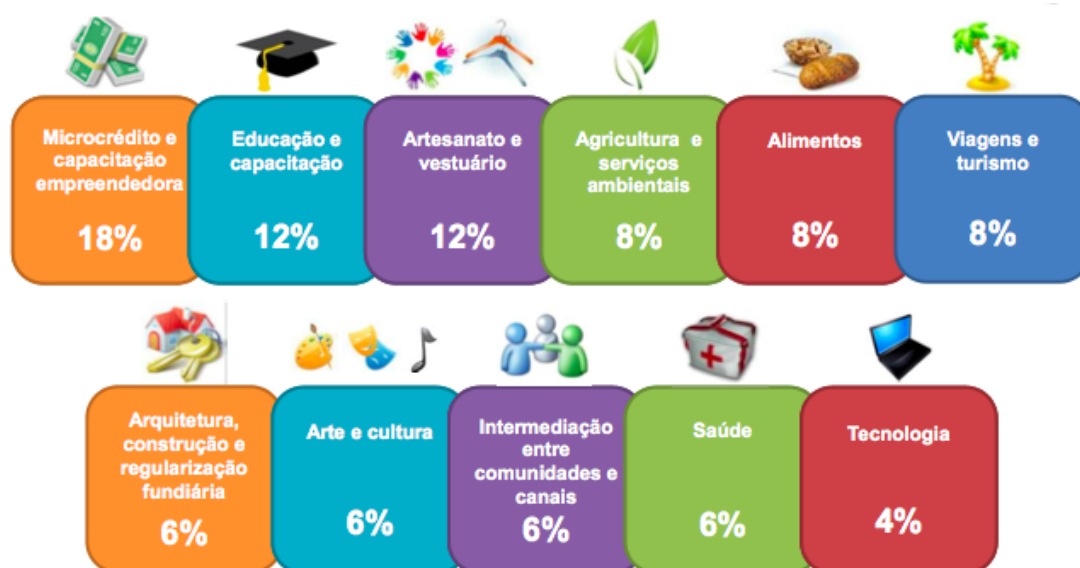 Microcrédito e
capacitação
empreendedora
18%
Educação e
capacitação
12%
Artesanato e
vestuário
12%
Agricultura e
serviços
ambientais
8%
Alimentos
8%
Viagens e
turismo
8%
Arquitetura,
construção e
regularização
fundiária
6%
Arte e cultura
6%
Intermediação
entre
comunidades e
canais
6%
Saúde
6%
Tecnologia
4%